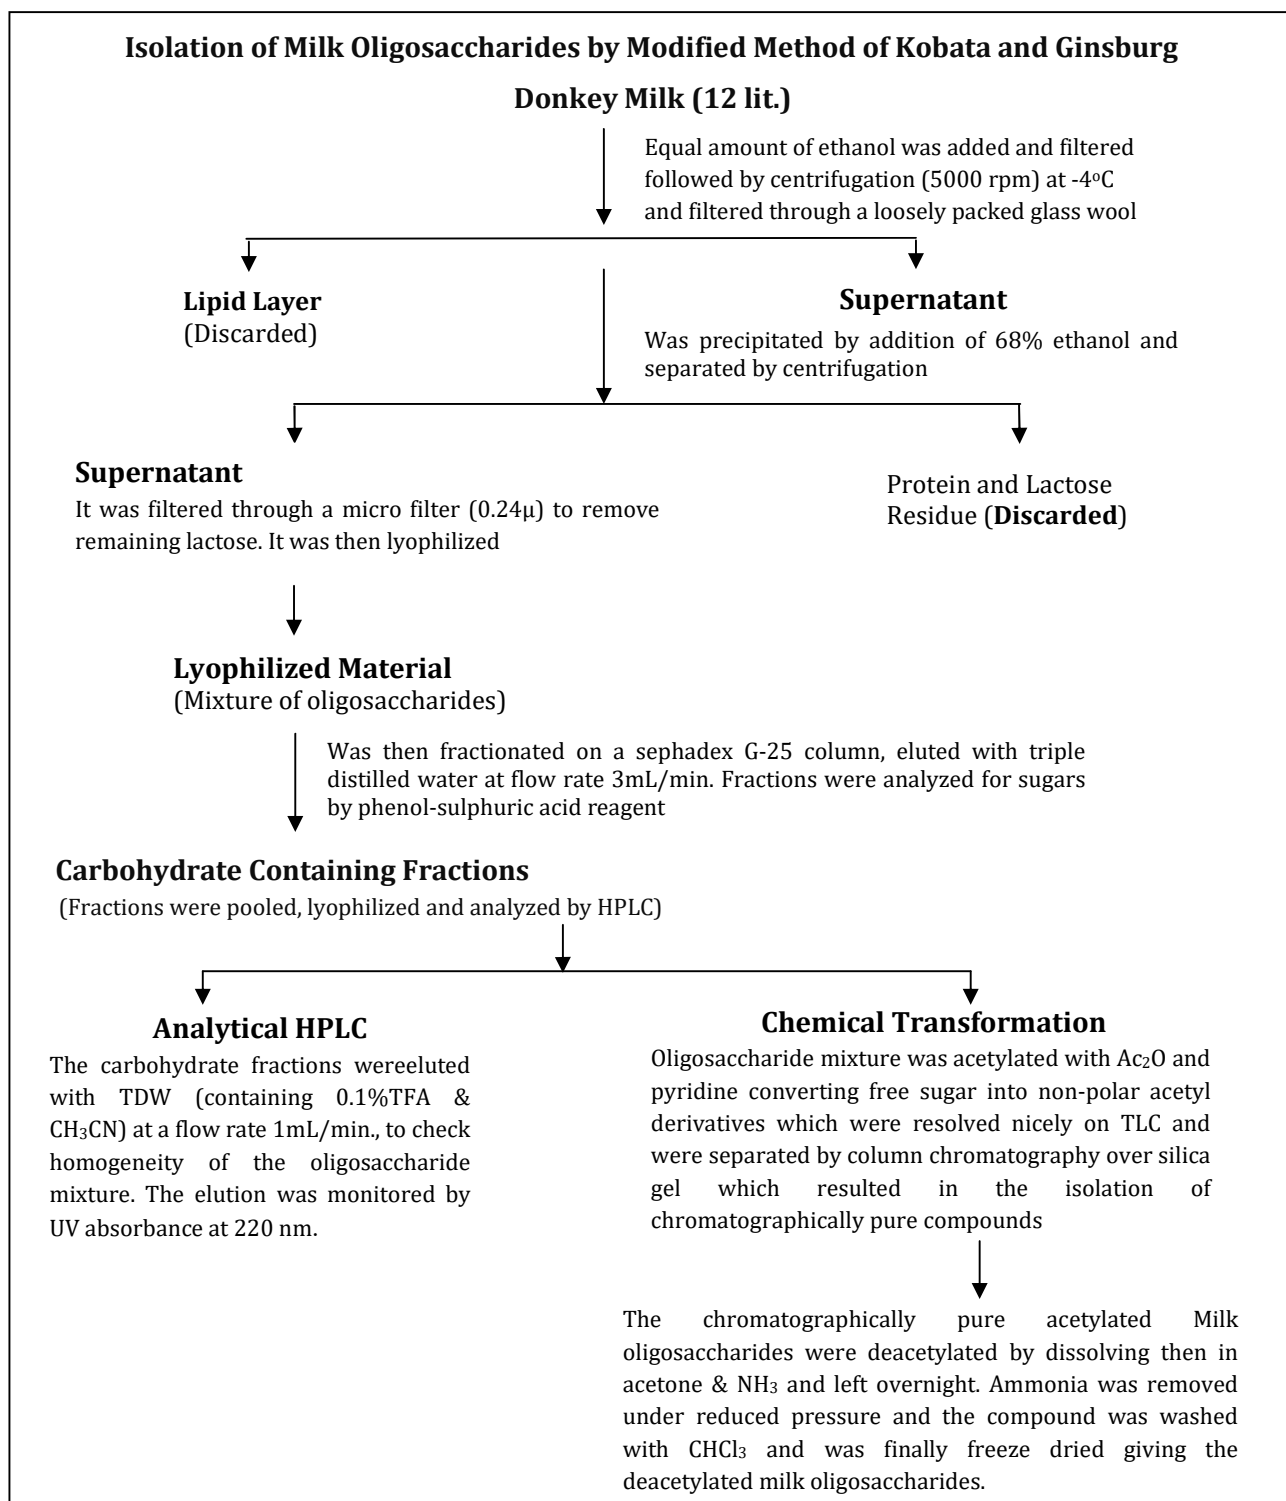 Isolation of Milk Oligosaccharides by Modified Method of Kobata and Ginsburg
Donkey Milk (12 lit.)
Equal amount of ethanol was added and filtered
followed by centrifugation (5000 rpm) at -4ᵒC
and filtered through a loosely packed glass wool
Lipid Layer
(Discarded)
Supernatant
Was precipitated by addition of 68% ethanol and
separated by centrifugation
Supernatant
It was filtered through a micro filter (0.24μ) to remove
remaining lactose. It was then lyophilized
Protein and Lactose
Residue (Discarded)
Lyophilized Material
(Mixture of oligosaccharides)
Was then fractionated on a sephadex G-25 column, eluted with triple
distilled water at flow rate 3mL/min. Fractions were analyzed for sugars
by phenol-sulphuric acid reagent
Carbohydrate Containing Fractions
(Fractions were pooled, lyophilized and analyzed by HPLC)
Analytical HPLC
The carbohydrate fractions wereeluted
with TDW (containing 0.1%TFA &
CH₃CN) at a flow rate 1mL/min., to check
homogeneity of the oligosaccharide
mixture. The elution was monitored by
UV absorbance at 220 nm.
Chemical Transformation
Oligosaccharide mixture was acetylated with Ac₂O and
pyridine converting free sugar into non-polar acetyl
derivatives which were resolved nicely on TLC and
were separated by column chromatography over silica
gel which resulted in the isolation of
chromatographically pure compounds
The chromatographically pure acetylated Milk
oligosaccharides were deacetylated by dissolving then in
acetone & NH₃ and left overnight. Ammonia was removed
under reduced pressure and the compound was washed
with CHCl₃ and was finally freeze dried giving the
deacetylated milk oligosaccharides.